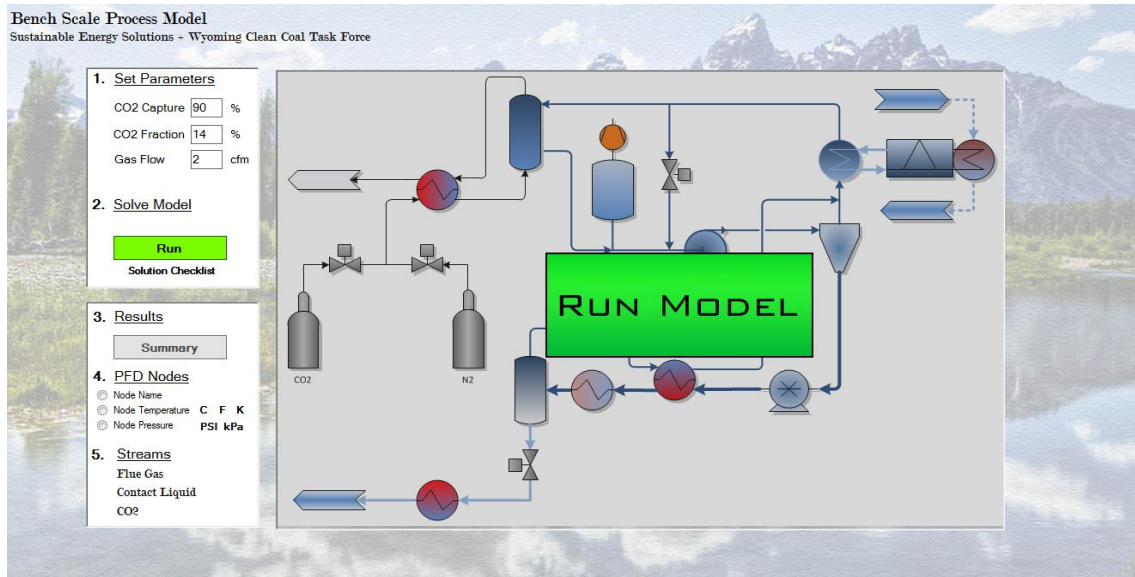 Bench Scale Process Model
Sustainable Energy Solutions + Wyoming Clean Coal Task Force
1. Set Parameters
CO2 Capture 90 %
CO2 Fraction 14 %
Gas Flow 2 cfm
2. Solve Model
Run
Solution Checklist
3. Results
Summary
4. PFD Nodes
Node Name
Node Temperature C F K
Node Pressure PSI kPa
5. Streams
Flue Gas
Contact Liquid
CO2
RUN MODEL
CO2
N2